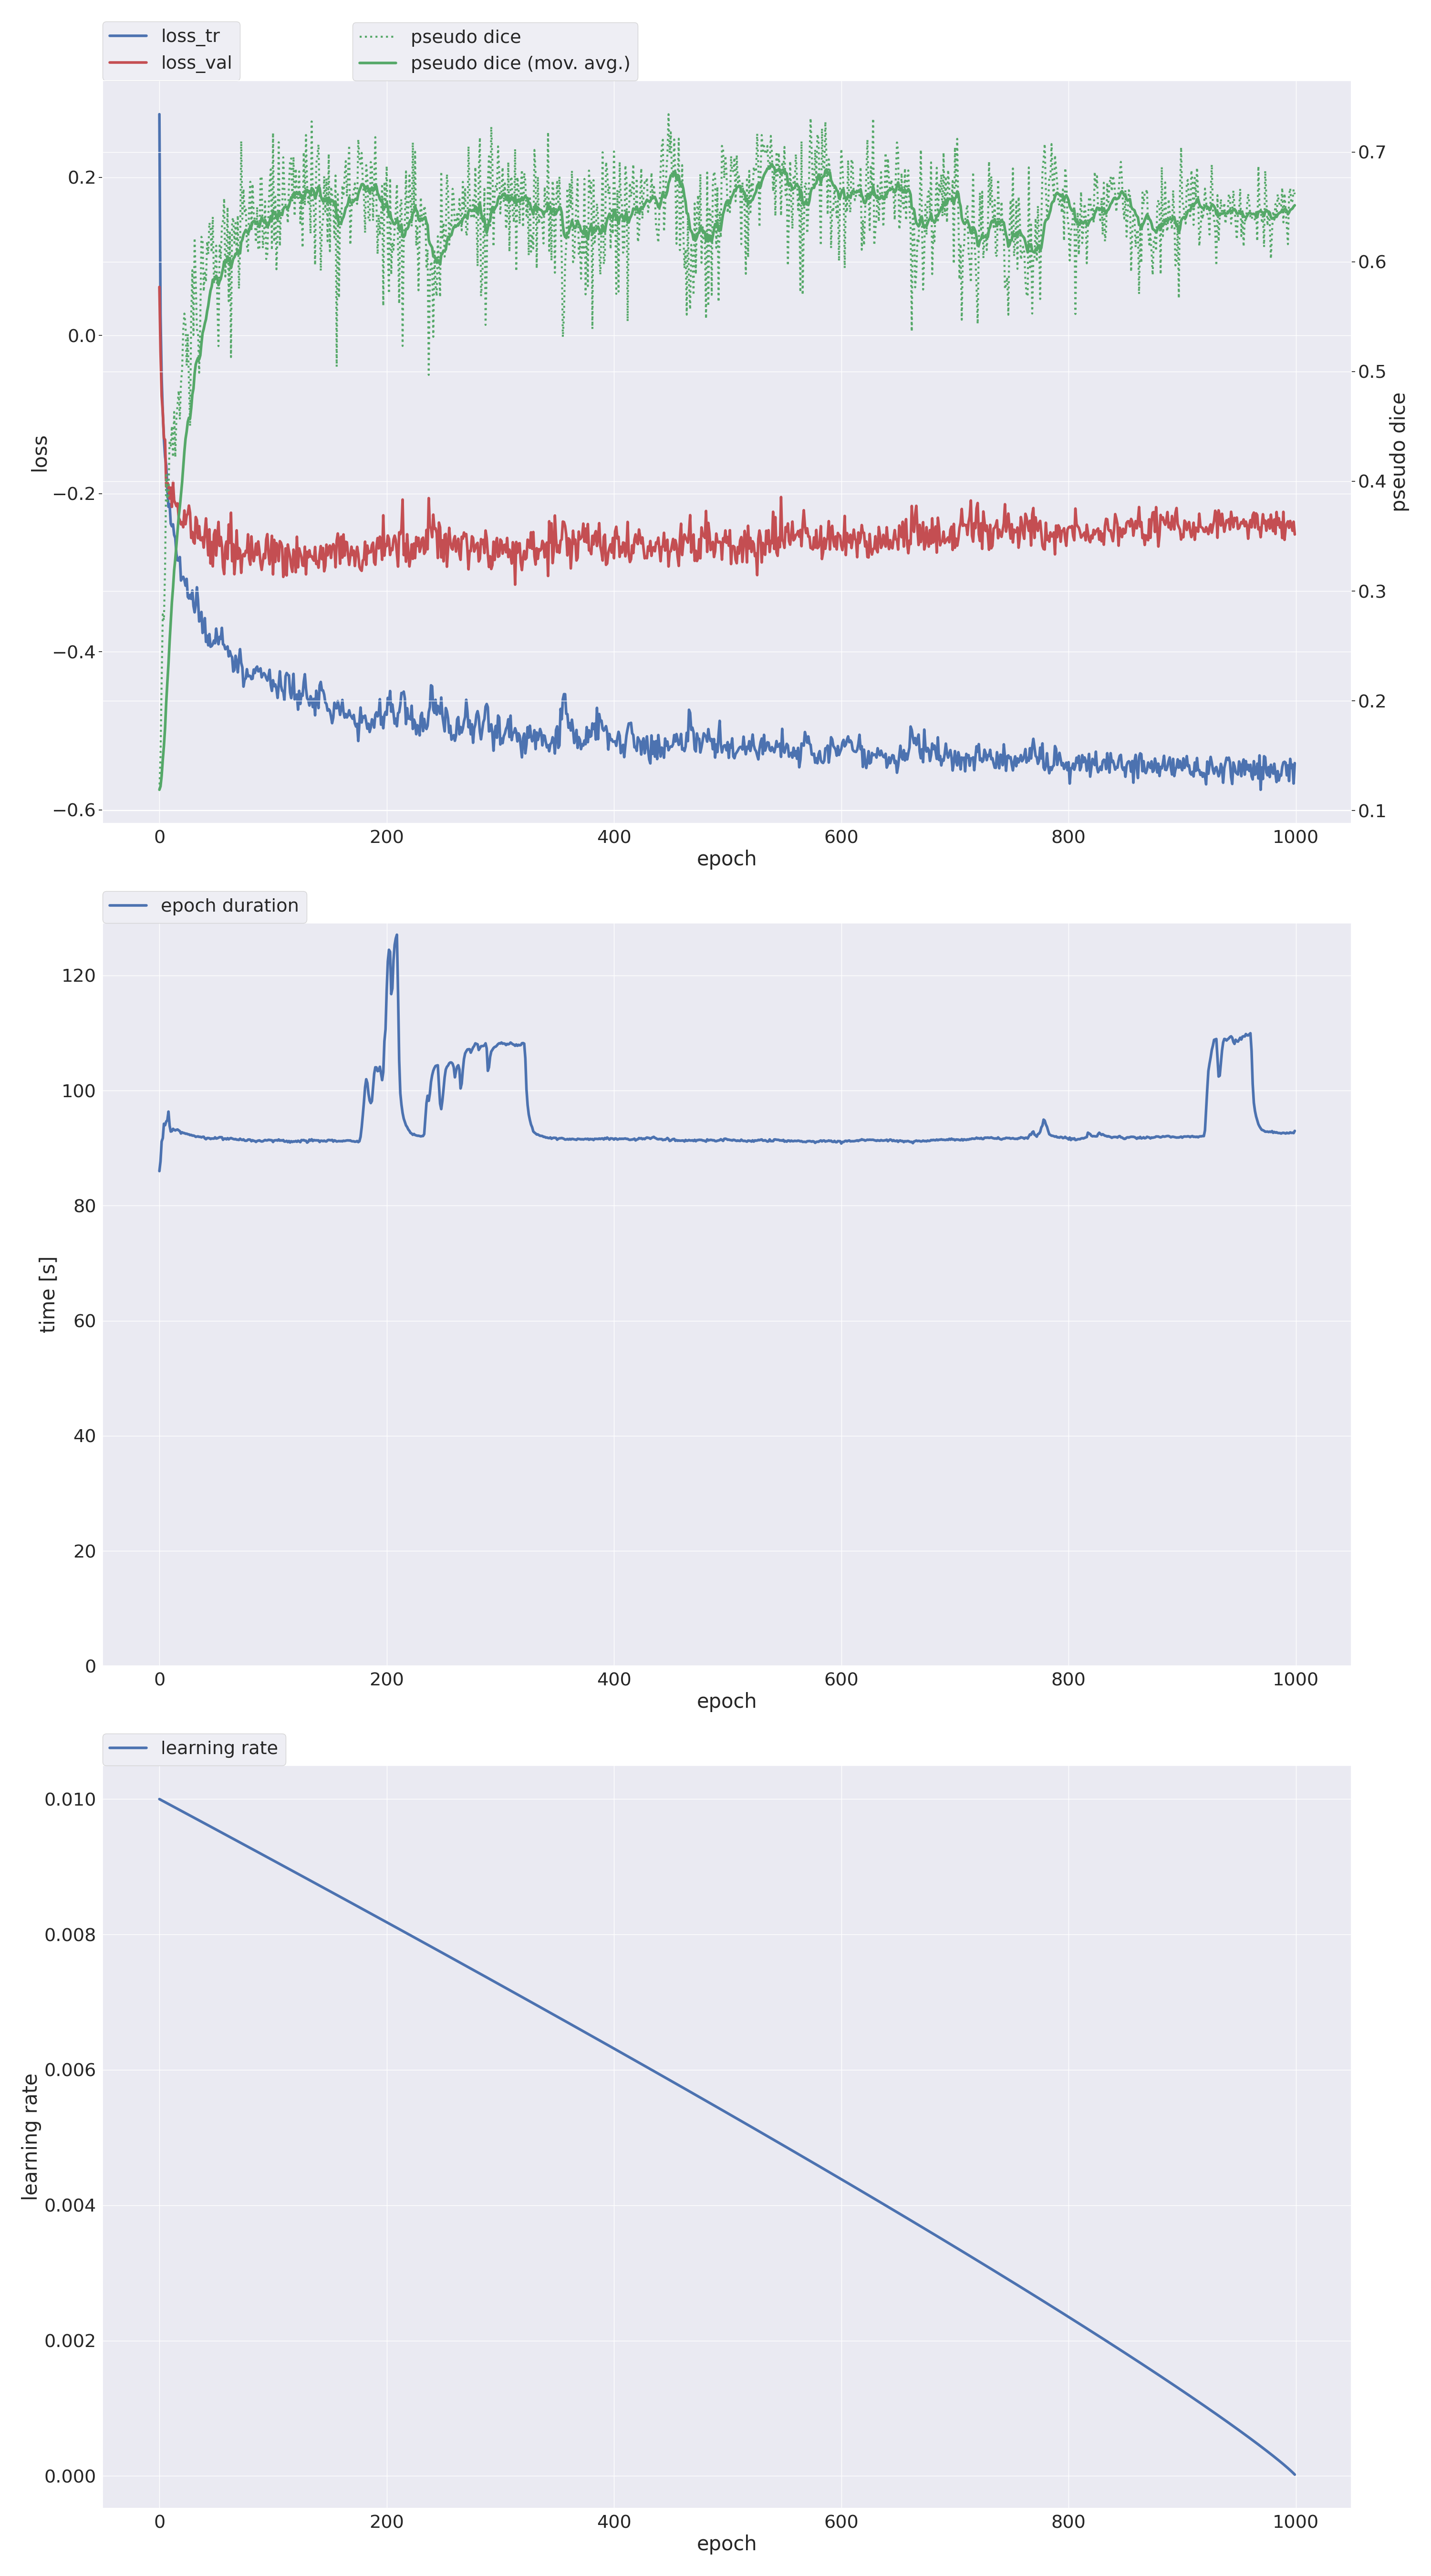 loss_tr
loss_val
pseudo dice
pseudo dice (mov. avg.)
0.2
0.0
−0.2
−0.4
−0.6
loss
0.7
0.6
0.5
0.4
0.3
0.2
0.1
pseudo dice
0 200 400 600 800 1000
epoch
epoch duration
120
100
80
60
40
20
0
time [s]
0 200 400 600 800 1000
epoch
learning rate
0.010
0.008
0.006
0.004
0.002
0.000
learning rate
0 200 400 600 800 1000
epoch